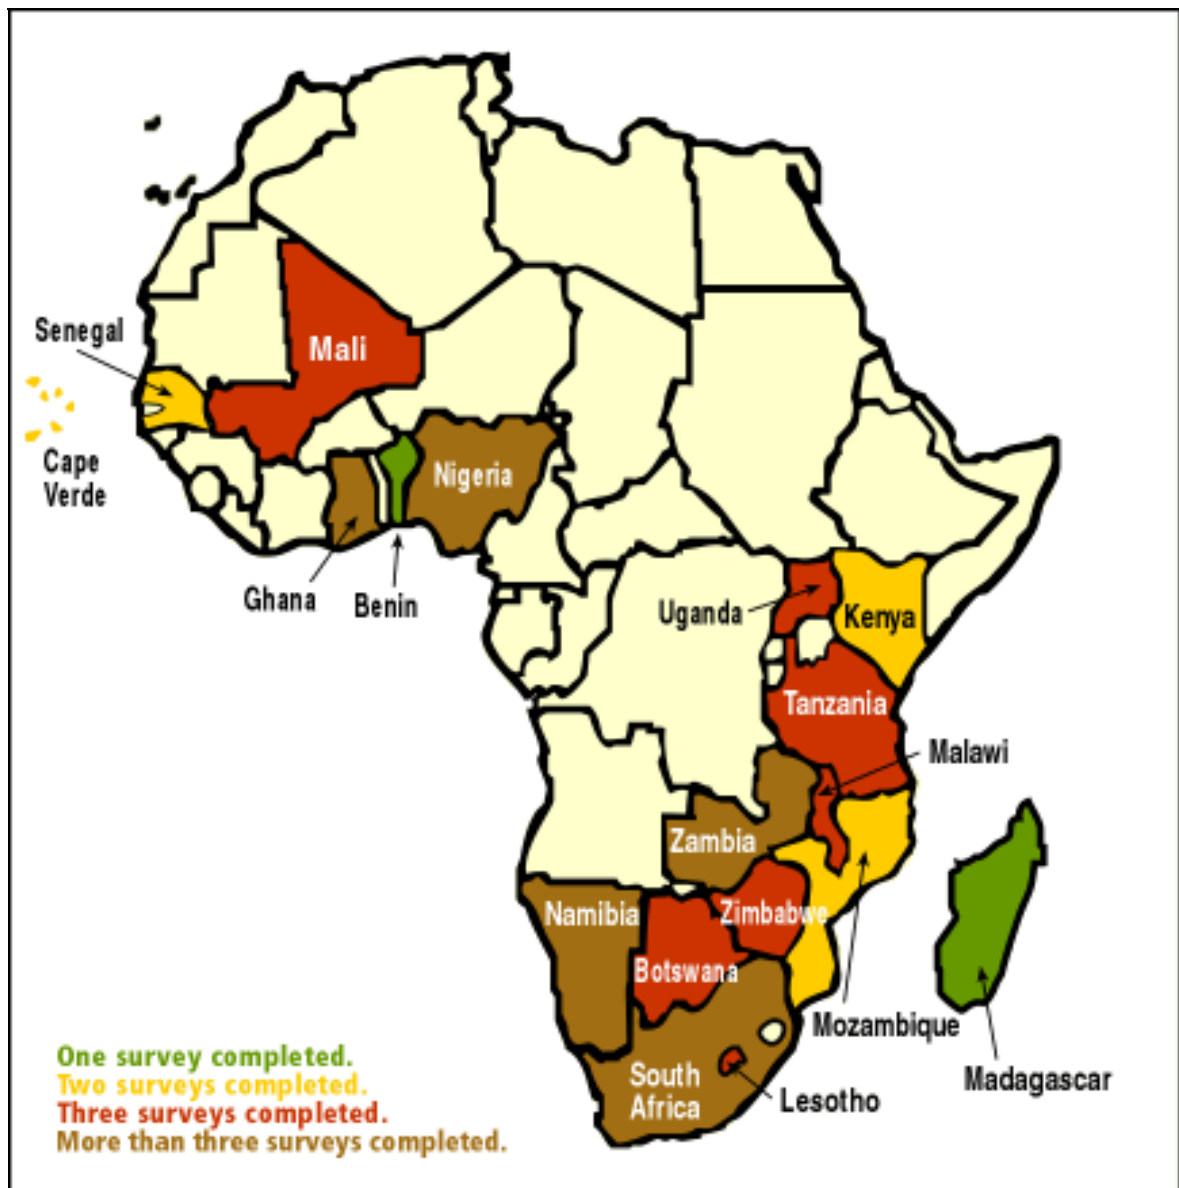 Senegal
Mali
Cape
Verde
Nigeria
Ghana
Benin
Uganda
Kenya
Tanzania
Malawi
Zambia
Namibia
Zimbabwe
Botswana
Mozambique
South
Africa
Lesotho
Madagascar
One survey completed.
Two surveys completed.
Three surveys completed.
More than three surveys completed.